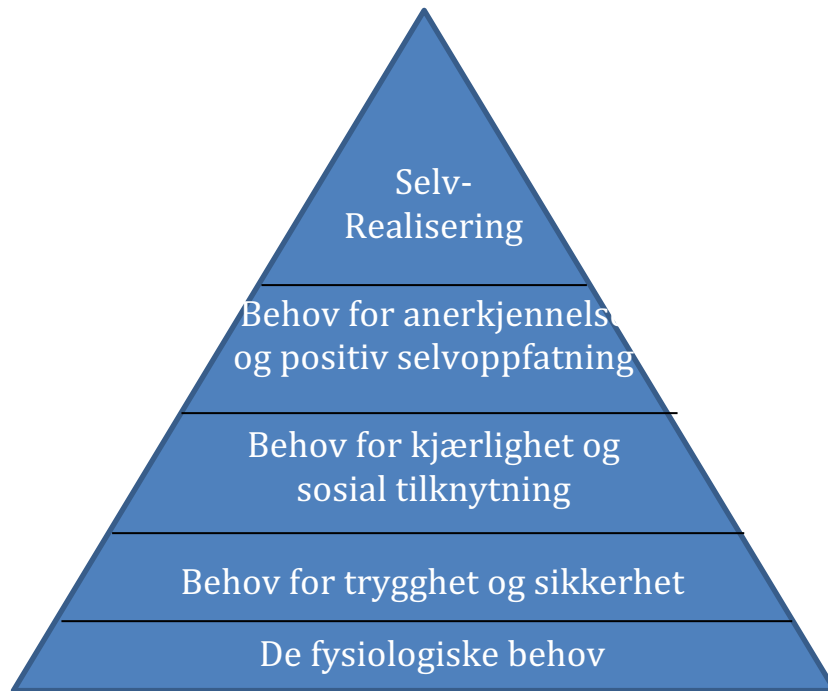 Selv-
Realisering
Behov for anerkjennelse
og positiv selvoppfatning
Behov for kjærlighet og
sosial tilknytning
Behov for trygghet og sikkerhet
De fysiologiske behov